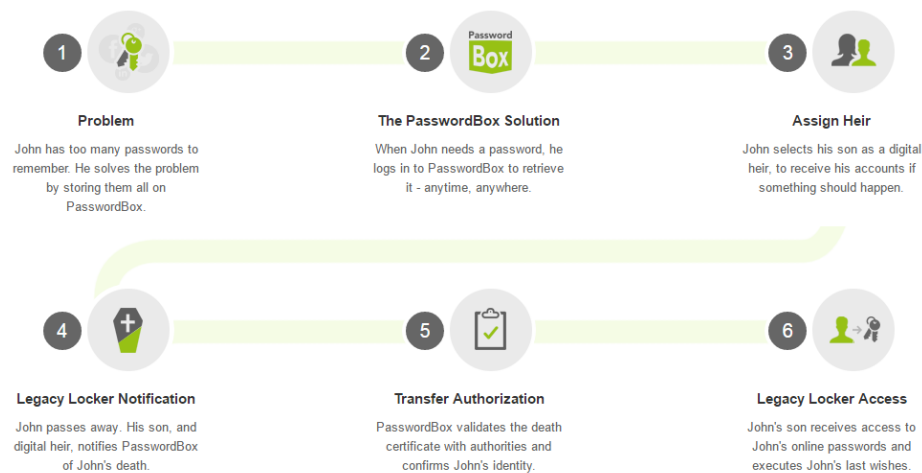 1
2
Password
Box
3
Problem
The PasswordBox Solution
Assign Heir
John has too many passwords to
remember. He solves the problem
by storing them all on
PasswordBox.
When John needs a password, he
logs in to PasswordBox to retrieve
it - anytime, anywhere.
John selects his son as a digital
heir, to receive his accounts if
something should happen.
4
5
6
Legacy Locker Notification
Transfer Authorization
Legacy Locker Access
John passes away. His son, and
digital heir, notifies PasswordBox
of John's death.
PasswordBox validates the death
certificate with authorities and
confirms John's identity.
John's son receives access to
John's online passwords and
executes John's last wishes.